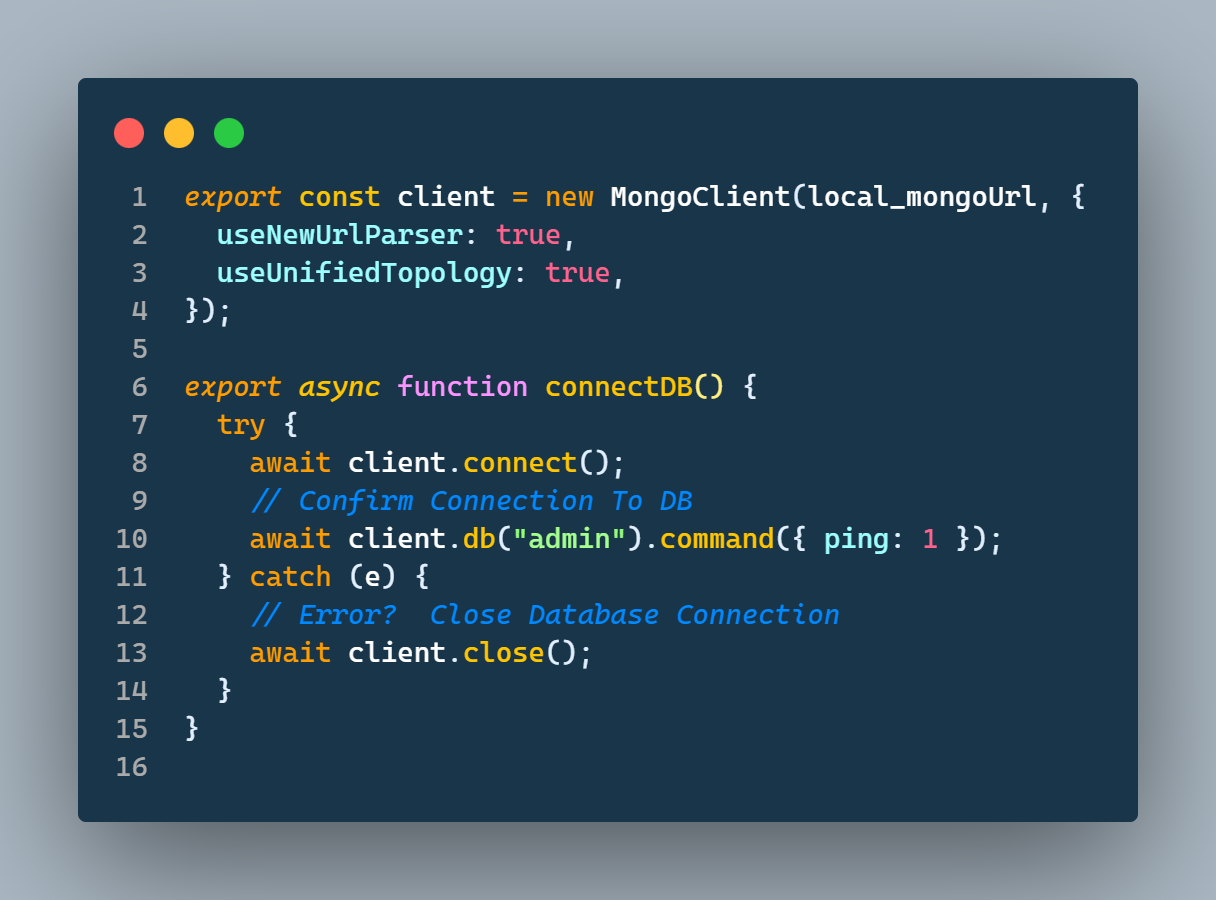 1 export const client = new MongoClient(local_mongoUrl, {
2   useNewUrlParser: true,
3   useUnifiedTopology: true,
4 });
5
6 export async function connectDB() {
7   try {
8     await client.connect();
9     // Confirm Connection To DB
10     await client.db("admin").command({ ping: 1 });
11   } catch (e) {
12     // Error?  Close Database Connection
13     await client.close();
14   }
15 }
16